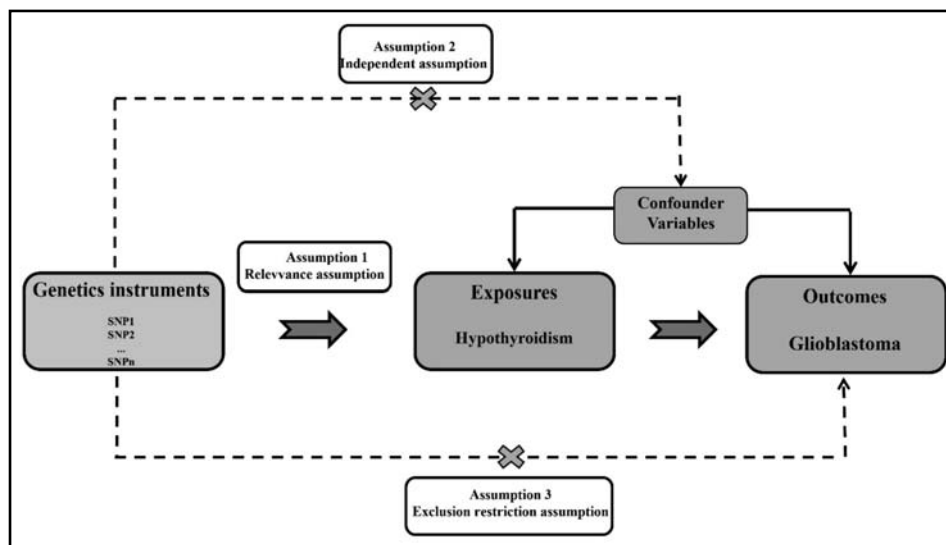 Assumption 2
Independent assumption
Confounder
Variables
Assumption 1
Relevvance assumption
Genetics instruments
SNP1
SNP2
...
SNPn
Exposures
Hypothyroidism
Outcomes
Glioblastoma
Assumption 3
Exclusion restriction assumption